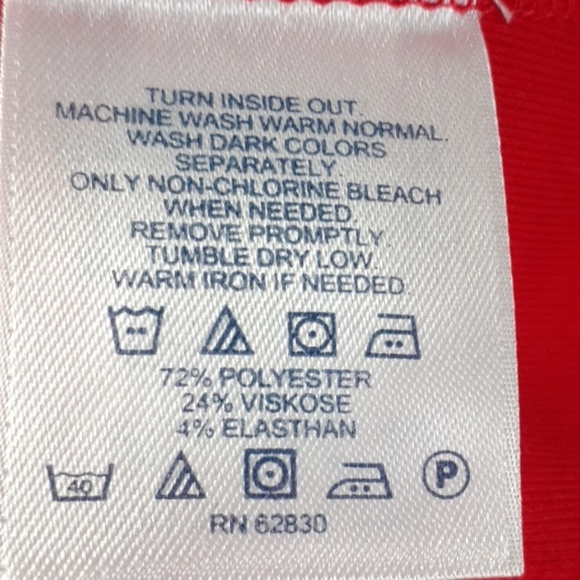 TURN INSIDE OUT.
MACHINE WASH WARM NORMAL.
WASH DARK COLORS
SEPARATELY.
ONLY NON-CHLORINE BLEACH
WHEN NEEDED.
REMOVE PROMPTLY.
TUMBLE DRY LOW.
WARM IRON IF NEEDED.
72% POLYESTER
24% VISKOSE
4% ELASTHAN
40 P
RN 62830